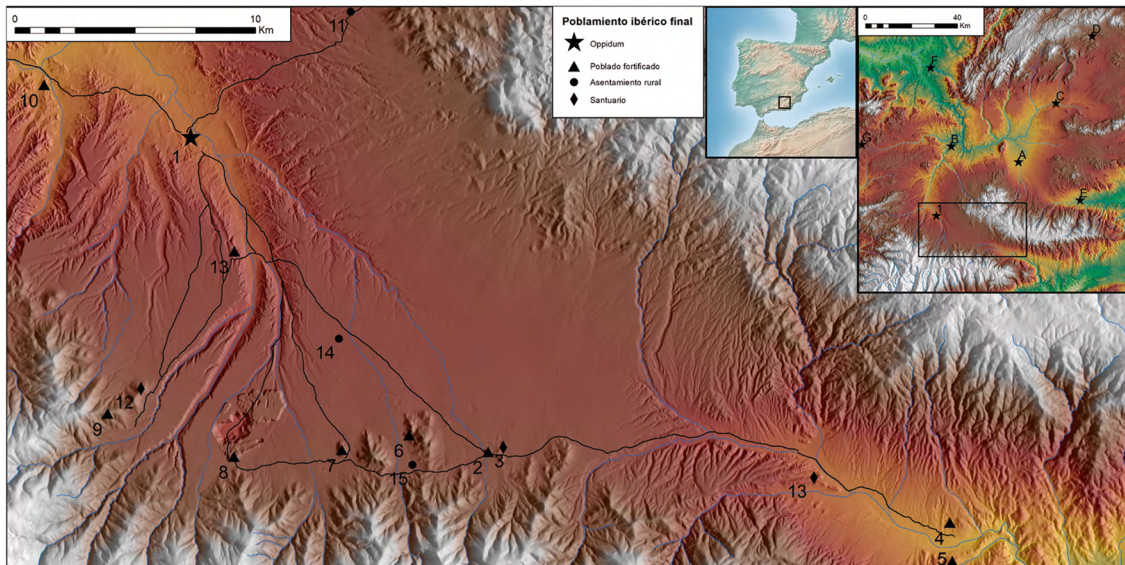 0
10
Km
Poblamiento ibérico final
Oppidum
Poblado fortificado
Asentamiento rural
Santuario
0
40
Km
D
F
C
G
B
A
E
11
10
1
13
14
12
9
8
7
6
15
2
3
13
4
5